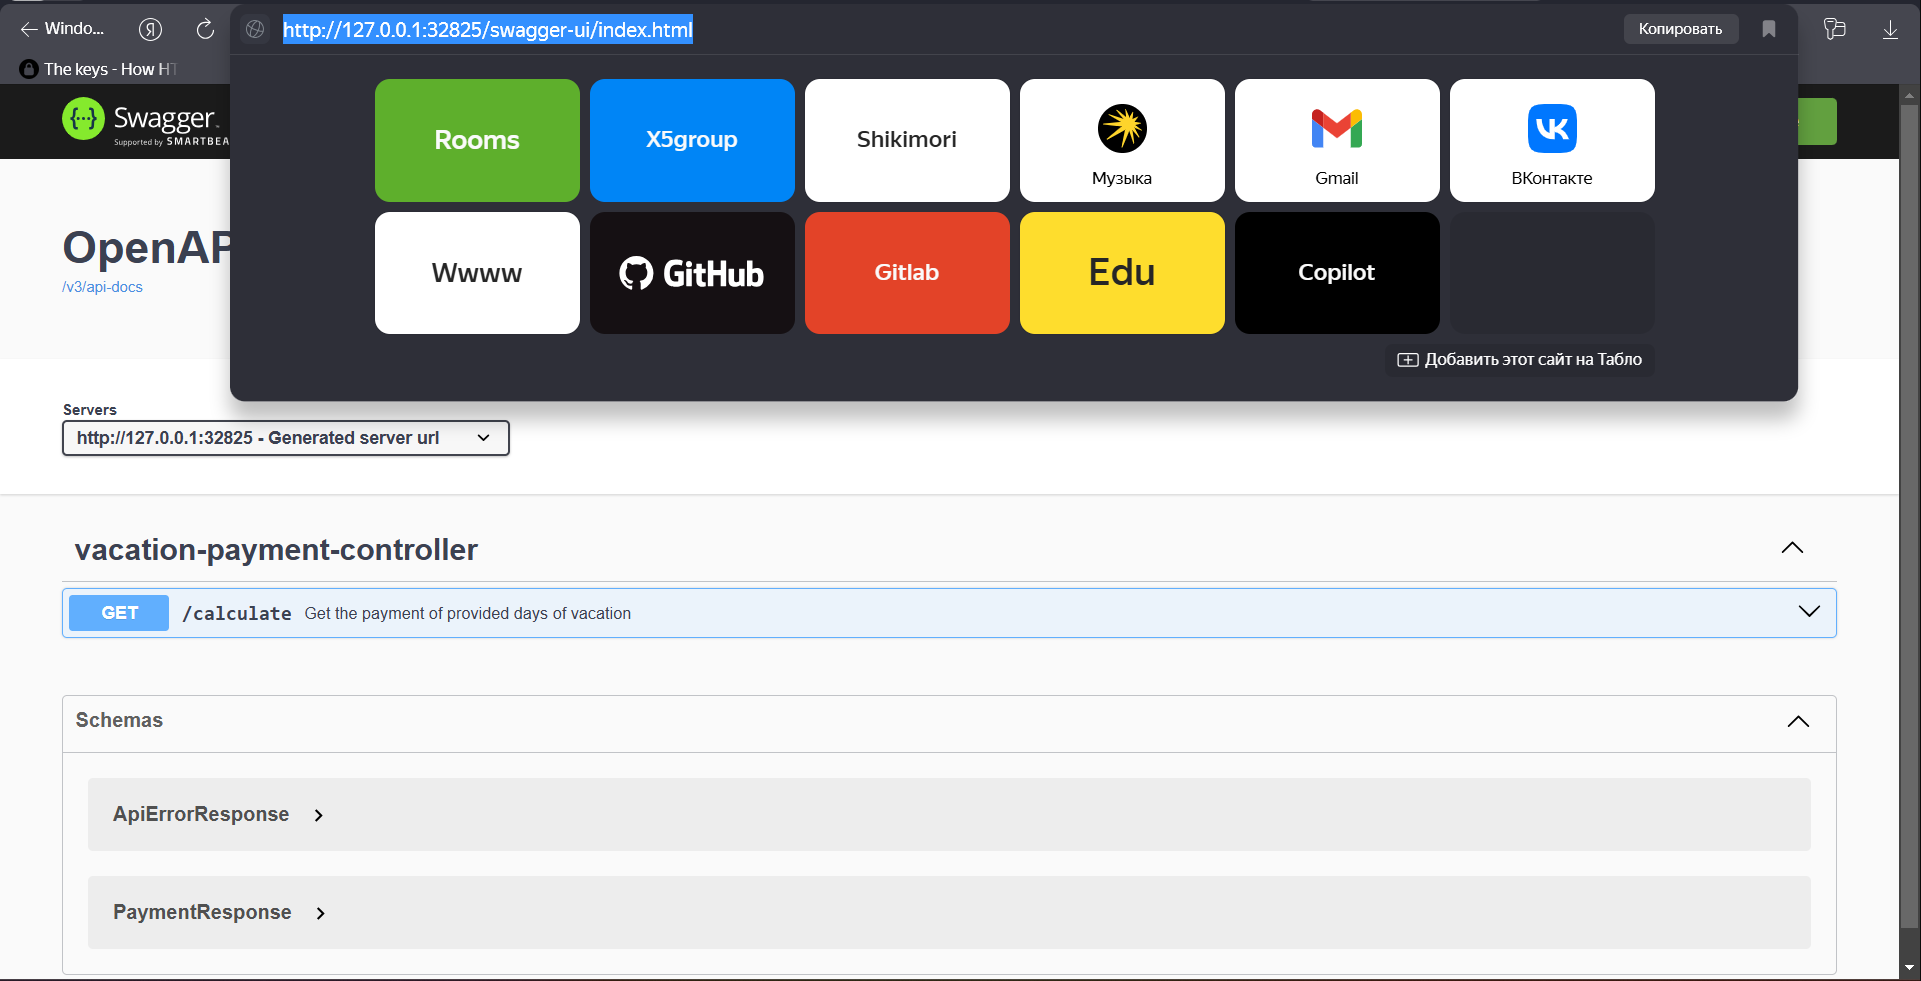 Windo...
Я
http://127.0.0.1:32825/swagger-ui/index.html
Копировать
The keys - How HT
Swagger
Supported by SMARTBEA
Rooms
X5group
Shikimori
Музыка
Gmail
ВКонтакте
Wwww
GitHub
Gitlab
Edu
Copilot
Добавить этот сайт на Табло
OpenAP
/v3/api-docs
Servers
http://127.0.0.1:32825 - Generated server url
vacation-payment-controller
GET /calculate Get the payment of provided days of vacation
Schemas
ApiErrorResponse
PaymentResponse